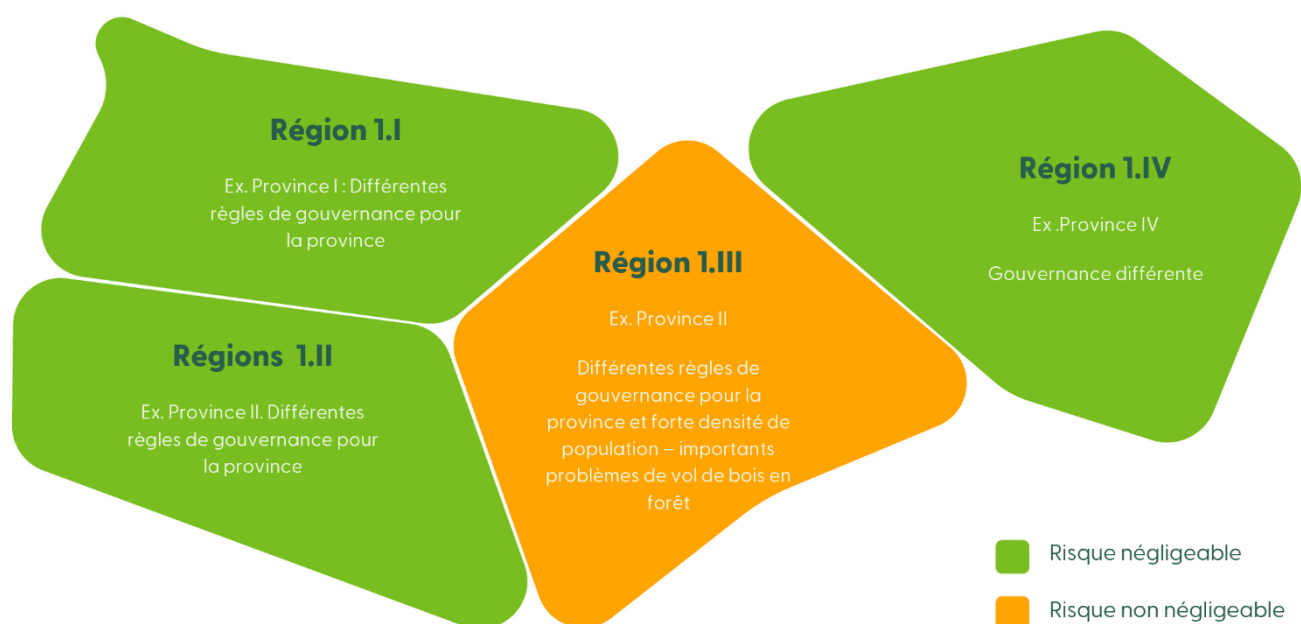 Région 1.I
Ex. Province I : Différentes
règles de gouvernance pour
la province
Régions 1.II
Ex. Province II. Différentes
règles de gouvernance pour
la province
Région 1.III
Ex. Province II
Différentes règles de
gouvernance pour la
province et forte densité de
population – importants
problèmes de vol de bois en
forêt
Région 1.IV
Ex .Province IV
Gouvernance différente
Risque négligeable
Risque non négligeable